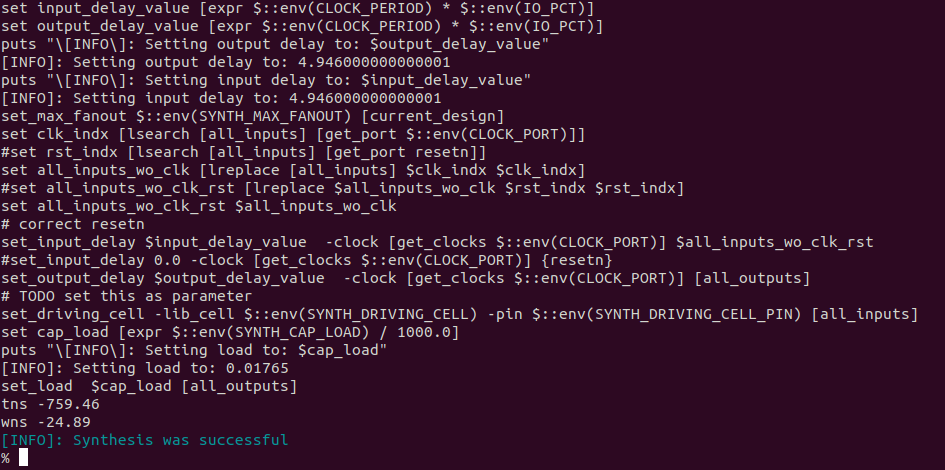 set input_delay_value [expr $::env(CLOCK_PERIOD) * $::env(IO_PCT)]
set output_delay_value [expr $::env(CLOCK_PERIOD) * $::env(IO_PCT)]
puts "\[INFO\]: Setting output delay to: $output_delay_value"
[INFO]: Setting output delay to: 4.946000000000001
puts "\[INFO\]: Setting input delay to: $input_delay_value"
[INFO]: Setting input delay to: 4.946000000000001
set_max_fanout $::env(SYNTH_MAX_FANOUT) [current_design]
set clk_indx [lsearch [all_inputs] [get_port $::env(CLOCK_PORT)]]
#set rst_indx [lsearch [all_inputs] [get_port resetn]]
set all_inputs_wo_clk [lreplace [all_inputs] $clk_indx $clk_indx]
#set all_inputs_wo_clk_rst [lreplace $all_inputs_wo_clk $rst_indx $rst_indx]
set all_inputs_wo_clk_rst $all_inputs_wo_clk
# correct resetn
set_input_delay $input_delay_value  -clock [get_clocks $::env(CLOCK_PORT)] $all_inputs_wo_clk_rst
#set_input_delay 0.0 -clock [get_clocks $::env(CLOCK_PORT)] {resetn}
set_output_delay $output_delay_value  -clock [get_clocks $::env(CLOCK_PORT)] [all_outputs]
# TODO set this as parameter
set_driving_cell -lib_cell $::env(SYNTH_DRIVING_CELL) -pin $::env(SYNTH_DRIVING_CELL_PIN) [all_inputs]
set cap_load [expr $::env(SYNTH_CAP_LOAD) / 1000.0]
puts "\[INFO\]: Setting load to: $cap_load"
[INFO]: Setting load to: 0.01765
set_load  $cap_load [all_outputs]
tns -759.46
wns -24.89
[INFO]: Synthesis was successful
%